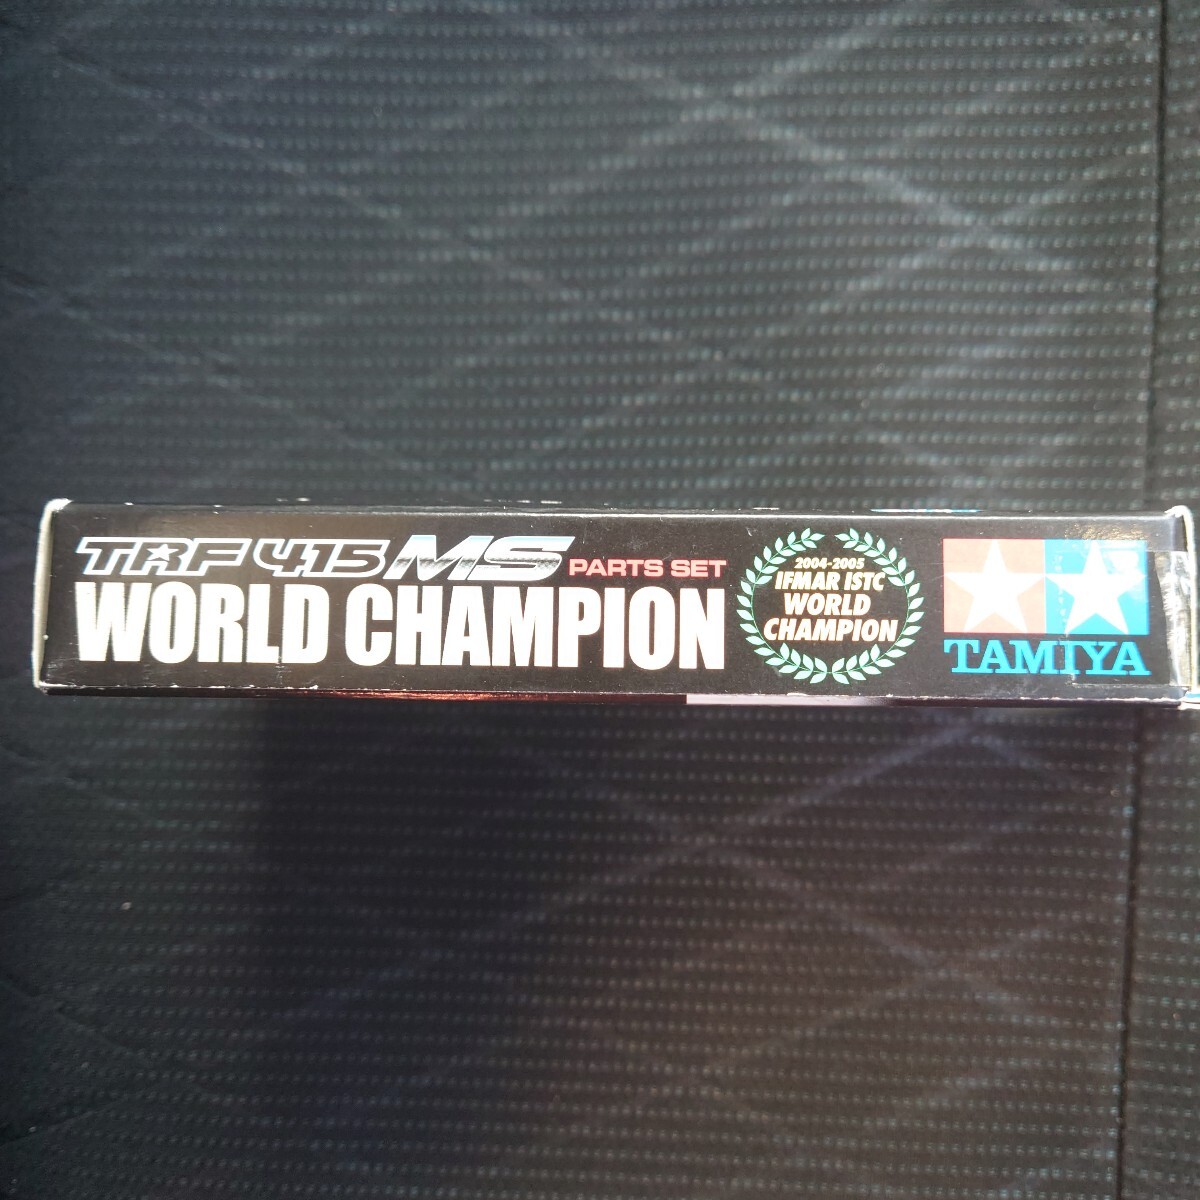 TRF 415 MS PARTS SET
WORLD CHAMPION
2004-2005
IFMAR ISTC
WORLD
CHAMPION
TAMIYA